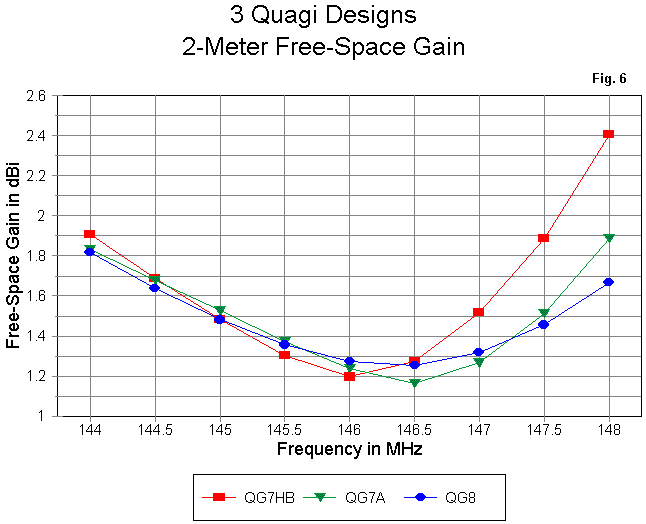 3 Quagi Designs
2-Meter Free-Space Gain
Fig. 6
Free-Space Gain in dBi
2.6
2.4
2.2
2
1.8
1.6
1.4
1.2
1
144 144.5 145 145.5 146 146.5 147 147.5 148
Frequency in MHz
QG7HB QG7A QG8